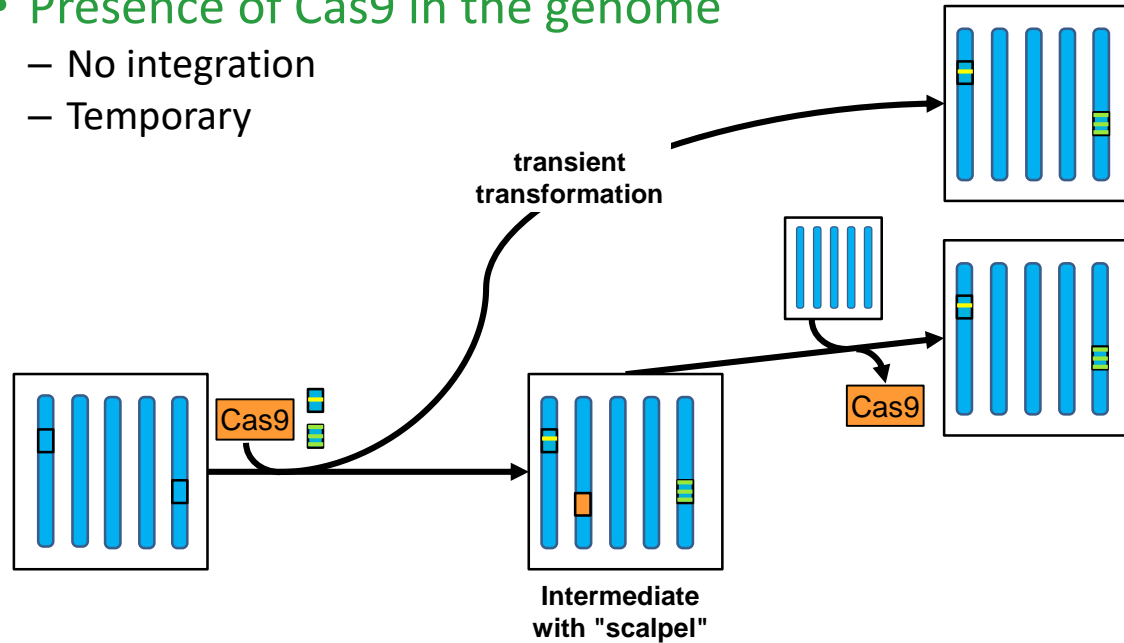 • Presence of Cas9 in the genome
– No integration
– Temporary
transient
transformation
Cas9
Cas9
Intermediate
with "scalpel"